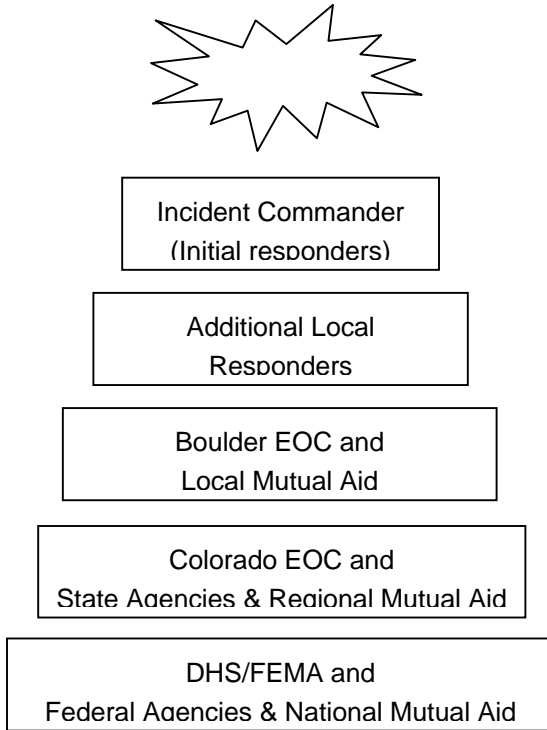 Incident Commander
(Initial responders)
Additional Local
Responders
Boulder EOC and
Local Mutual Aid
Colorado EOC and
State Agencies & Regional Mutual Aid
DHS/FEMA and
Federal Agencies & National Mutual Aid